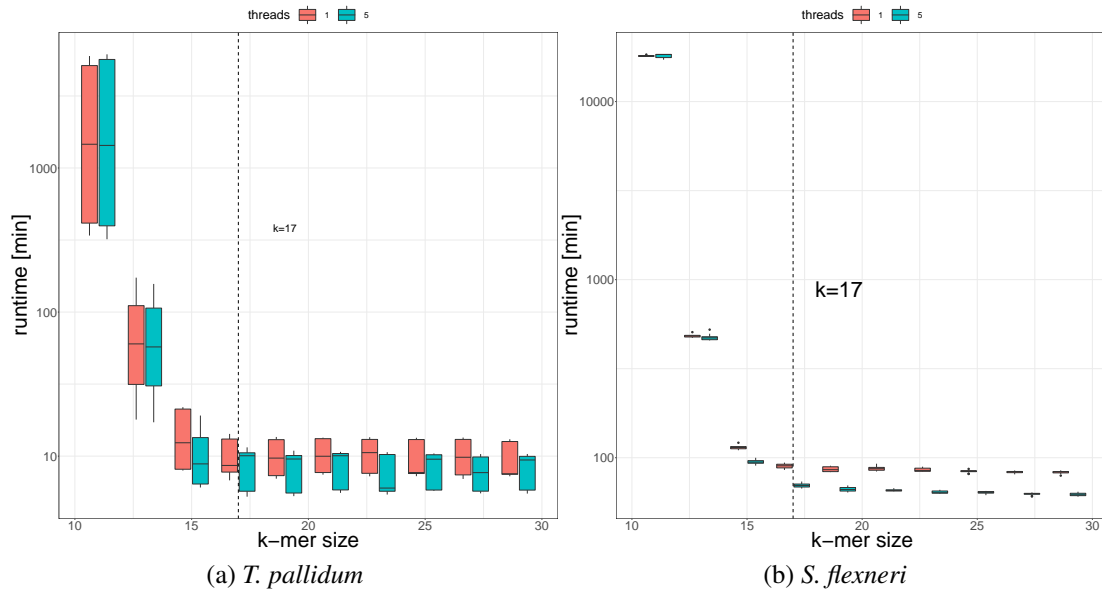 threads 1 5
1000
100
10
runtime [min]
k=17
10 15 20 25 30
k−mer size
(a) T. pallidum
threads 1 5
10000
1000
100
runtime [min]
k=17
10 15 20 25 30
k−mer size
(b) S. flexneri